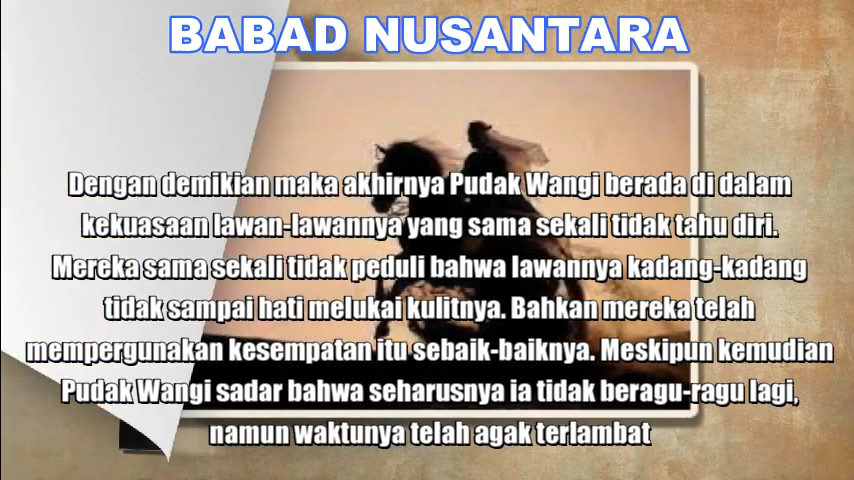 BABAD NUSANTARA
Dengan demikian maka akhirnya Pudak Wangi berada di dalam
kekuasaan lawan-lawannya yang sama sekali tidak tahu diri.
Mereka sama sekali tidak peduli bahwa lawannya kadang-kadang
tidak sampai hati melukai kulitnya. Bahkan mereka telah
mempergunakan kesempatan itu sebaik-baiknya. Meskipun kemudian
Pudak Wangi sadar bahwa seharusnya ia tidak beragu-ragu lagi,
namun waktunya telah agak terlambat